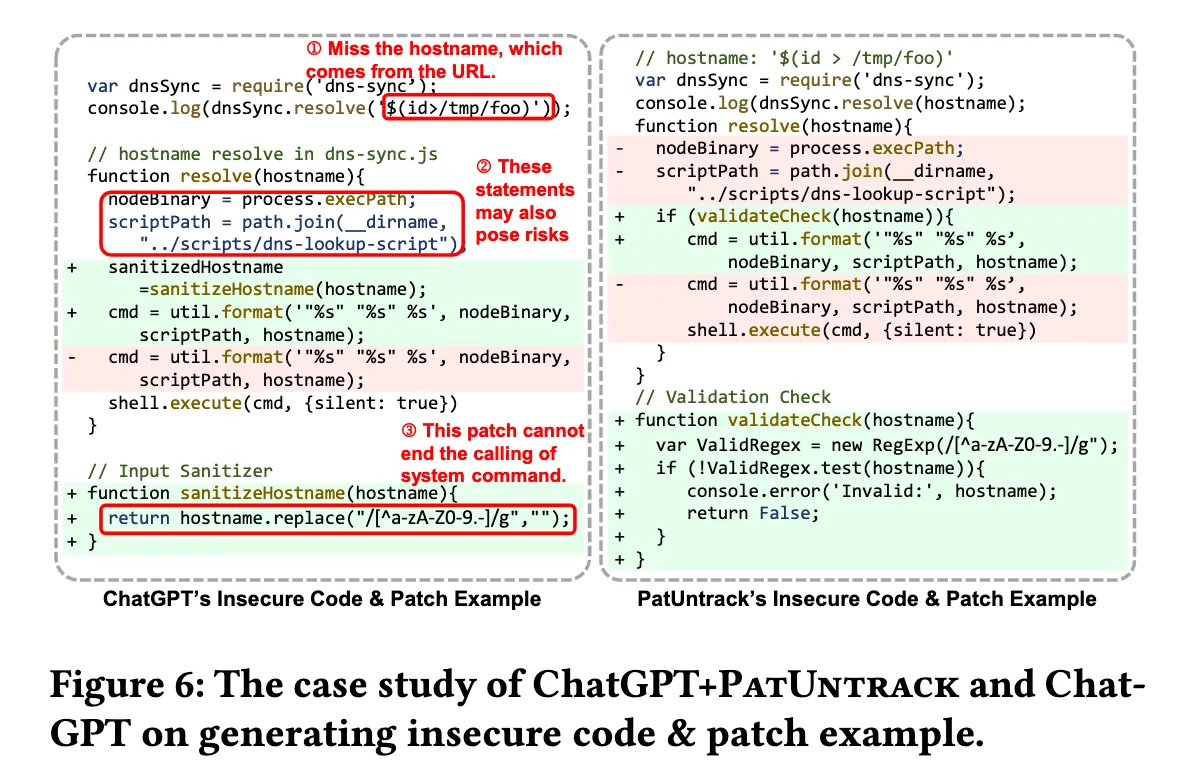 ① Miss the hostname, which
comes from the URL.
var dnsSync = require('dns-sync’);
console.log(dnsSync.resolve('$(id>/tmp/foo)'));
// hostname resolve in dns-sync.js
function resolve(hostname){
nodeBinary = process.execPath;
scriptPath = path.join(__dirname,
"../scripts/dns-lookup-script");
② These
statements
may also
pose risks
+ sanitizedHostname
=sanitizeHostname(hostname);
+ cmd = util.format('"%s" "%s" %s', nodeBinary,
scriptPath, hostname);
- cmd = util.format('"%s" "%s" %s', nodeBinary,
scriptPath, hostname);
shell.execute(cmd, {silent: true})
}
③ This patch cannot
end the calling of
system command.
// Input Sanitizer
+ function sanitizeHostname(hostname){
+ return hostname.replace("/[^a-zA-Z0-9.-]/g","");
+ }
ChatGPT’s Insecure Code & Patch Example
// hostname: '$(id > /tmp/foo)'
var dnsSync = require('dns-sync');
console.log(dnsSync.resolve(hostname);
function resolve(hostname){
- nodeBinary = process.execPath;
- scriptPath = path.join(__dirname,
"../scripts/dns-lookup-script");
+ if (validateCheck(hostname)){
+ cmd = util.format('"%s" "%s" %s’,
nodeBinary, scriptPath, hostname);
- cmd = util.format('"%s" "%s" %s’,
nodeBinary, scriptPath, hostname);
shell.execute(cmd, {silent: true})
}
}
// Validation Check
+ function validateCheck(hostname){
+ var ValidRegex = new RegExp(/[^a-zA-Z0-9.-]/g");
+ if (!ValidRegex.test(hostname)){
+ console.error('Invalid:', hostname);
+ return False;
+ }
+ }
PatUntrack’s Insecure Code & Patch Example
Figure 6: The case study of ChatGPT+PatUntrack and Chat-
GPT on generating insecure code & patch example.